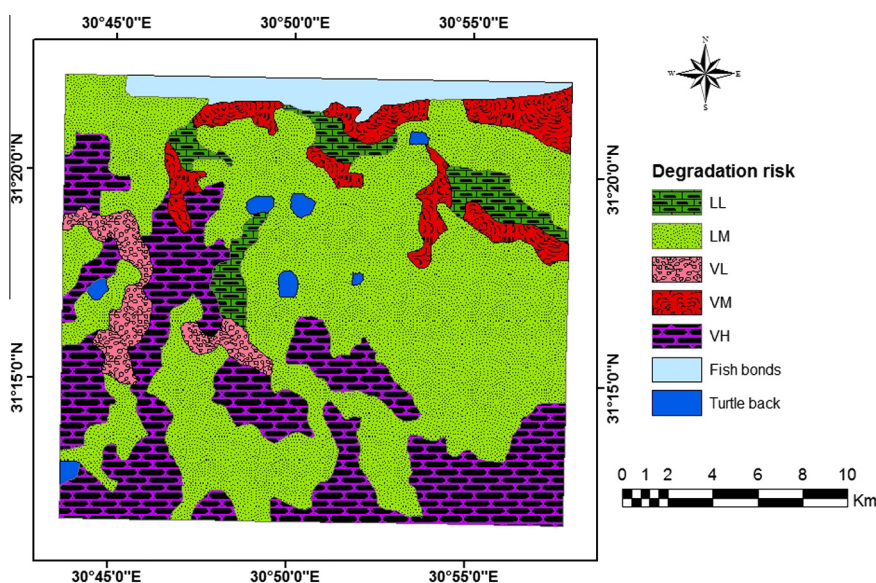 30°45'0"E 30°50'0"E 30°55'0"E
N
W E
S
31°20'0"N
31°20'0"N
31°15'0"N
31°15'0"N
Degradation risk
LL
LM
VL
VM
VH
Fish bonds
Turtle back
0 1 2 4 6 8 10
Km
30°45'0"E 30°50'0"E 30°55'0"E